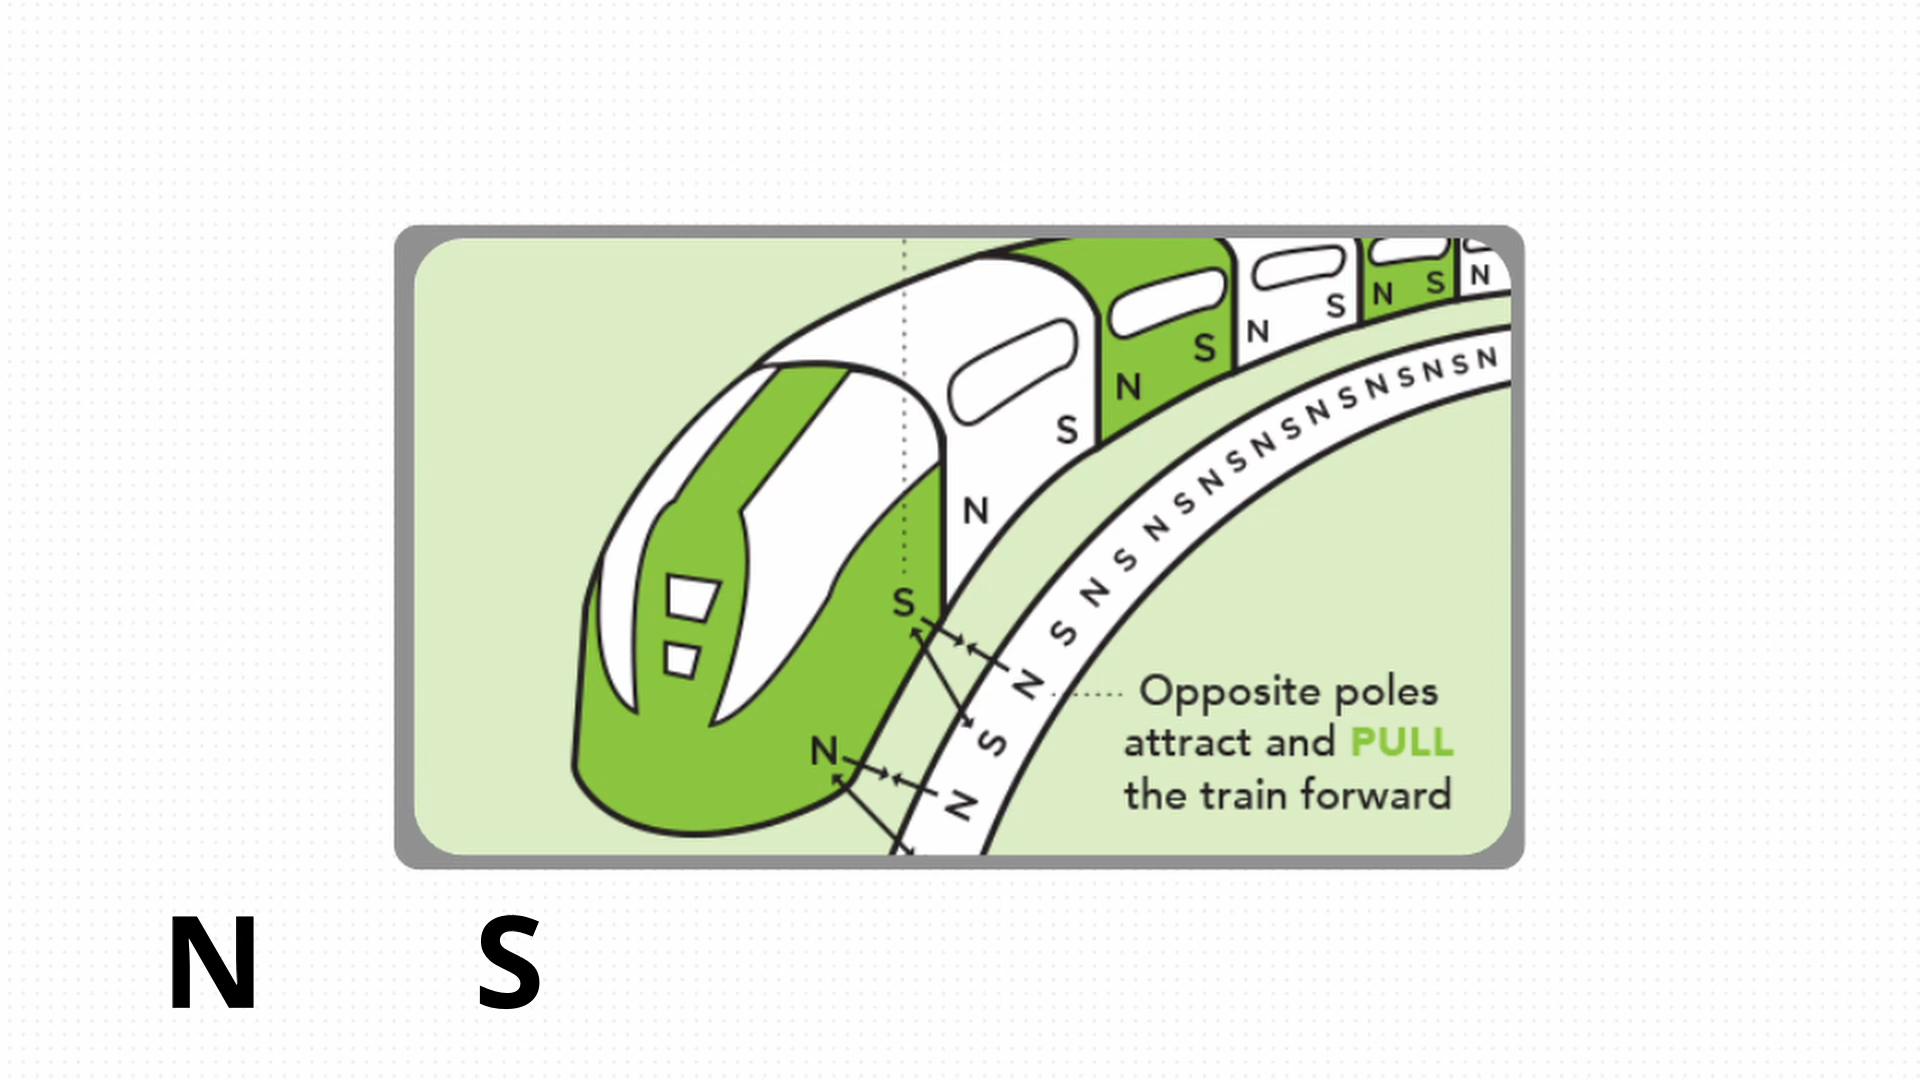 N S N
S N
S N
S N
S N
S N S N S N S N S N S N S N S N S N S N
Opposite poles
attract and PULL
the train forward
N S